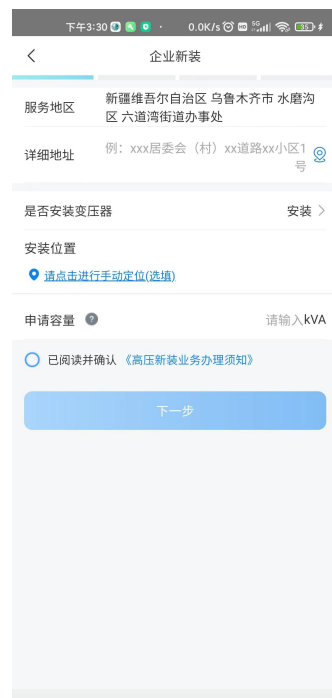 下午3:30 · 0.0K/s HD 5G 35
企业新装
服务地区
新疆维吾尔自治区 乌鲁木齐市 水磨沟
区 六道湾街道办事处
详细地址
例：xxx居委会（村）xx道路xx小区1
号
是否安装变压器 安装
安装位置
请点击进行手动定位(选填)
申请容量 ? 请输入kVA
已阅读并确认 《高压新装业务办理须知》
下一步